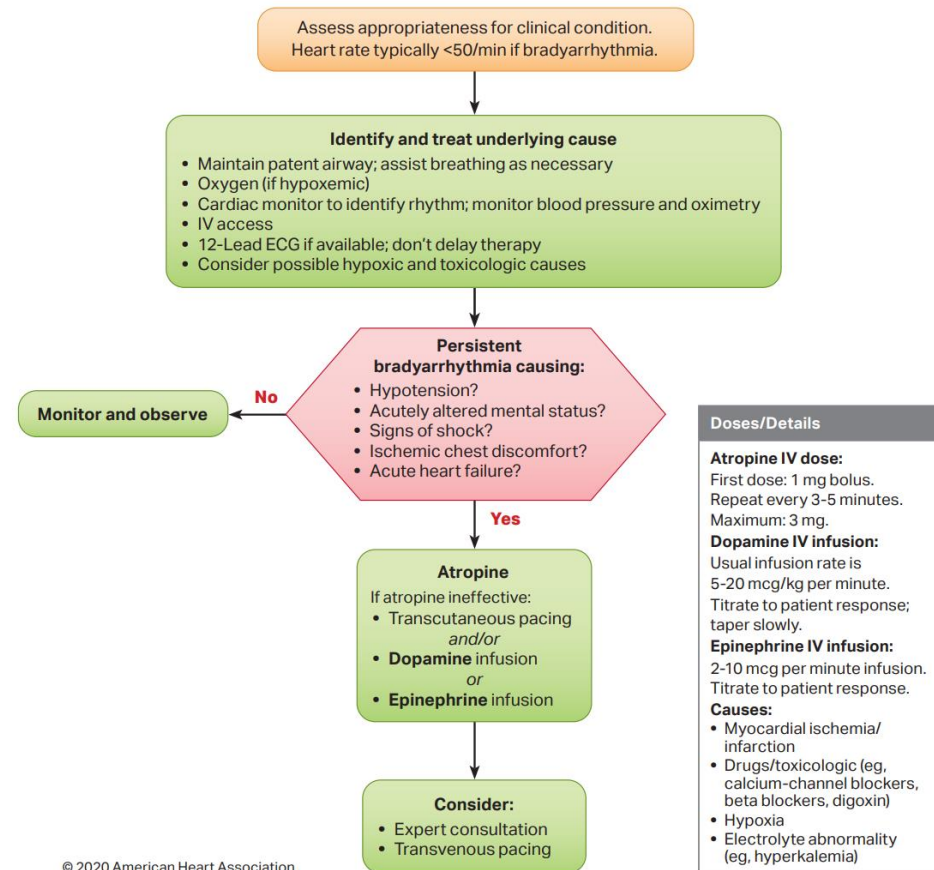 Assess appropriateness for clinical condition.
Heart rate typically <50/min if bradyarrhythmia.
Identify and treat underlying cause
• Maintain patent airway; assist breathing as necessary
• Oxygen (if hypoxemic)
• Cardiac monitor to identify rhythm; monitor blood pressure and oximetry
• IV access
• 12-Lead ECG if available; don't delay therapy
• Consider possible hypoxic and toxicologic causes
Persistent
bradyarrhythmia causing:
• Hypotension?
• Acutely altered mental status?
• Signs of shock?
• Ischemic chest discomfort?
• Acute heart failure?
No
Monitor and observe
Yes
Atropine
If atropine ineffective:
• Transcutaneous pacing
and/or
• Dopamine infusion
or
• Epinephrine infusion
Consider:
• Expert consultation
• Transvenous pacing
Doses/Details
Atropine IV dose:
First dose: 1 mg bolus.
Repeat every 3-5 minutes.
Maximum: 3 mg.
Dopamine IV infusion:
Usual infusion rate is
5-20 mcg/kg per minute.
Titrate to patient response;
taper slowly.
Epinephrine IV infusion:
2-10 mcg per minute infusion.
Titrate to patient response.
Causes:
• Myocardial ischemia/
infarction
• Drugs/toxicologic (eg,
calcium-channel blockers,
beta blockers, digoxin)
• Hypoxia
• Electrolyte abnormality
(eg, hyperkalemia)
© 2020 American Heart Association